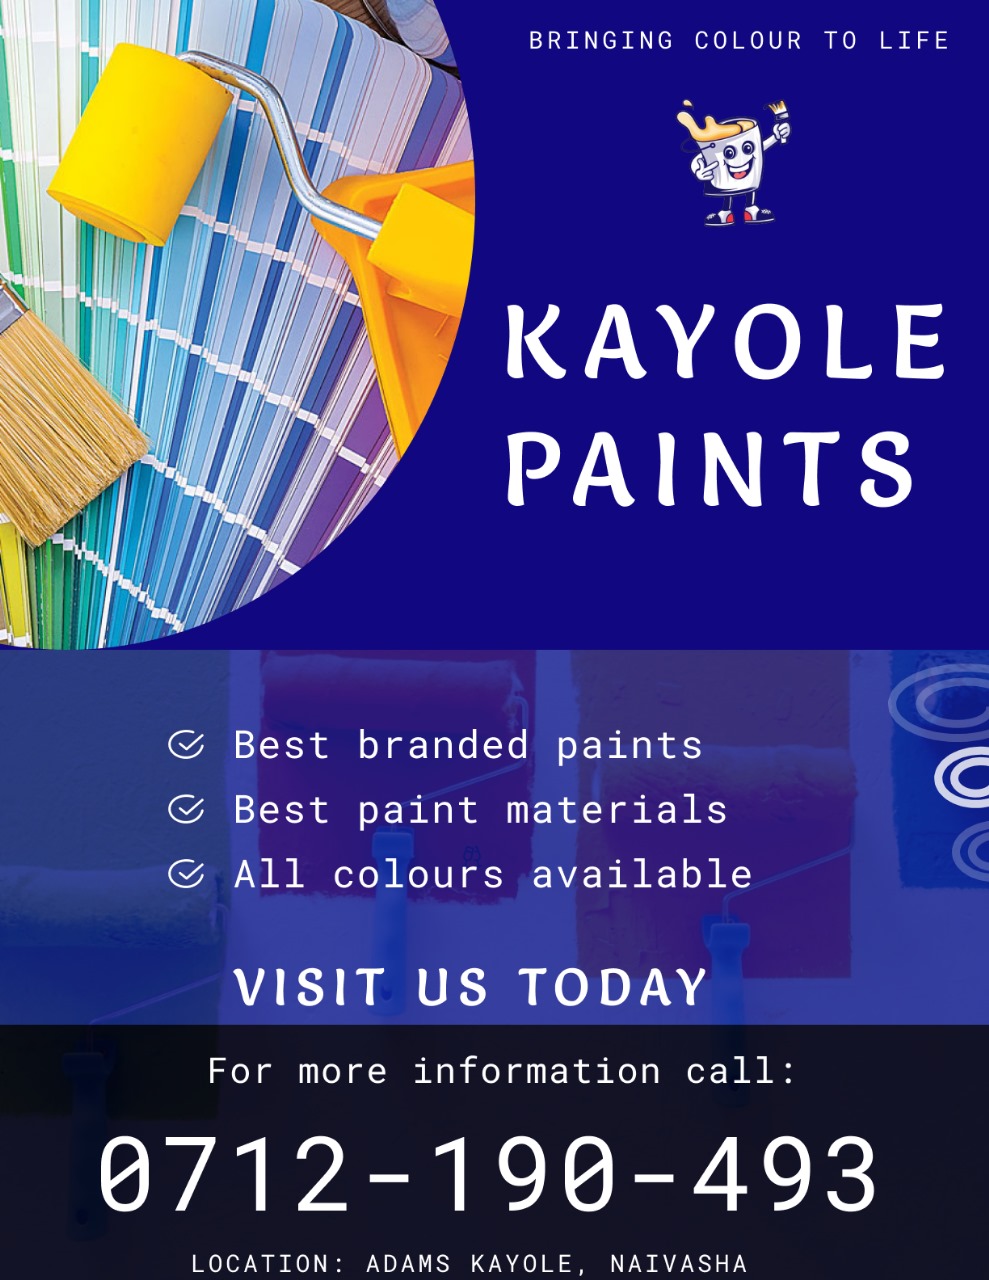 BRINGING COLOUR TO LIFE
KAYOLE
PAINTS
Best branded paints
Best paint materials
All colours available
VISIT US TODAY
For more information call:
0712-190-493
LOCATION: ADAMS KAYOLE, NAIVASHA